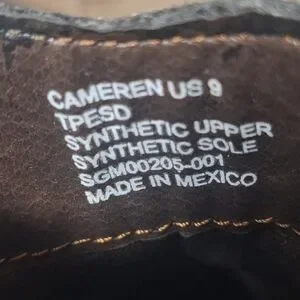 CAMEREN US 9
TPESD
SYNTHETIC UPPER
SYNTHETIC SOLE
SGM00205-001
MADE IN MEXICO